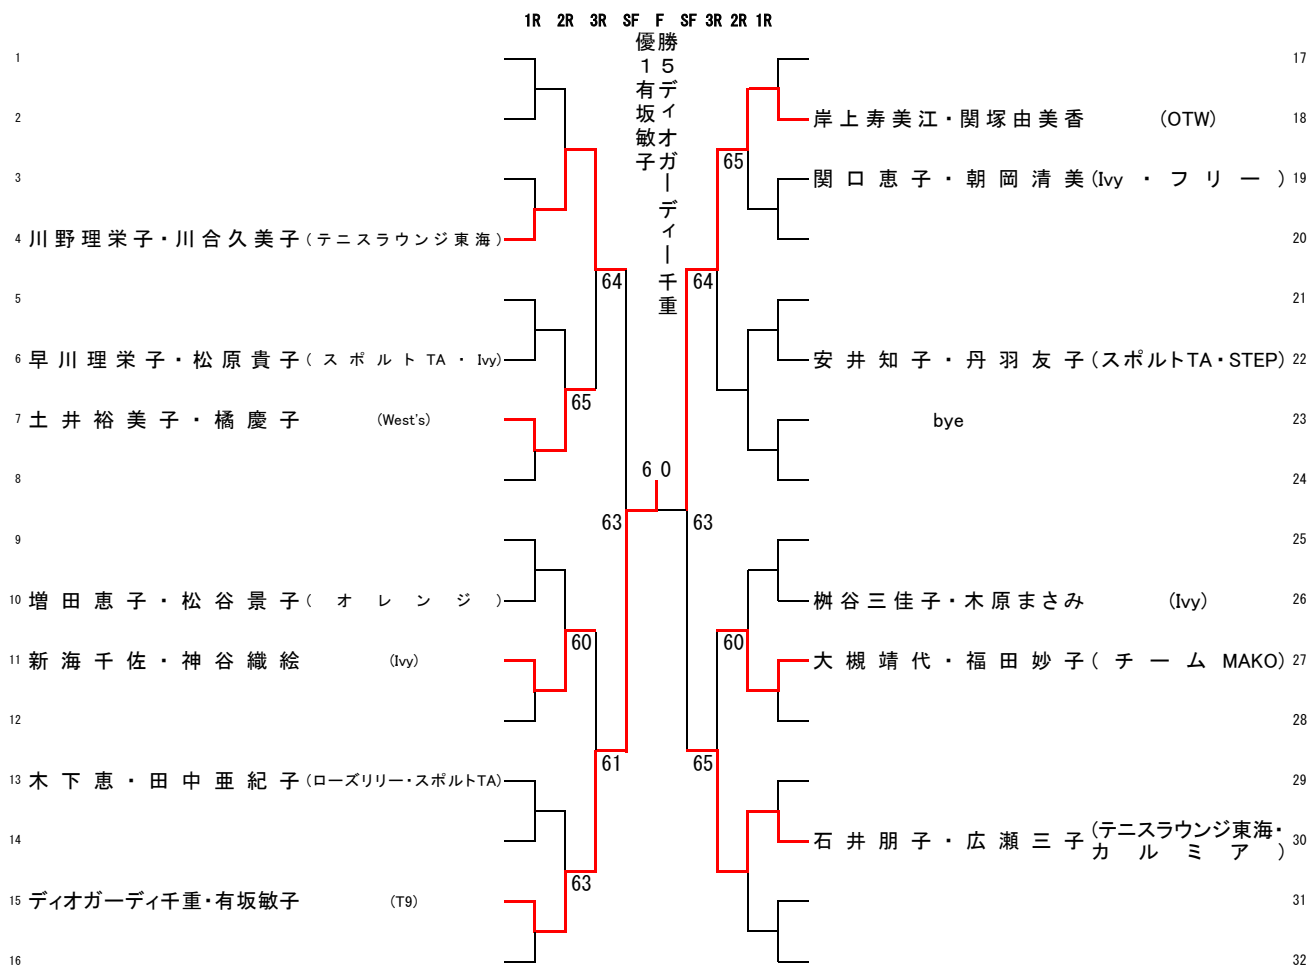 1R 2R 3R SF F SF 3R 2R 1R
優勝
15ディオガーディー千重
有坂敏子
1
2
3
4 川野理栄子・川合久美子 (テニスラウンジ東海)
5
6 早川理栄子・松原貴子 (スポルトTA・Ivy)
7 土井裕美子・橘慶子 (West's)
8
9
10 増田恵子・松谷景子 (オレンジ)
11 新海千佐・神谷織絵 (Ivy)
12
13 木下恵・田中亜紀子 (ローズリリー・スポルトTA)
14
15 ディオガーディ千重・有坂敏子 (T9)
16
64
65
63
60
61
63
60
65
64
63
60
65
17
岸上寿美江・関塚由美香 (OTW) 18
関口恵子・朝岡清美 (Ivy・フリー) 19
20
21
安井知子・丹羽友子 (スポルトTA・STEP) 22
bye 23
24
25
桝谷三佳子・木原まさみ (Ivy) 26
大槻靖代・福田妙子 (チームMAKO) 27
28
29
石井朋子・広瀬三子 (テニスラウンジ東海・カルミア) 30
31
32